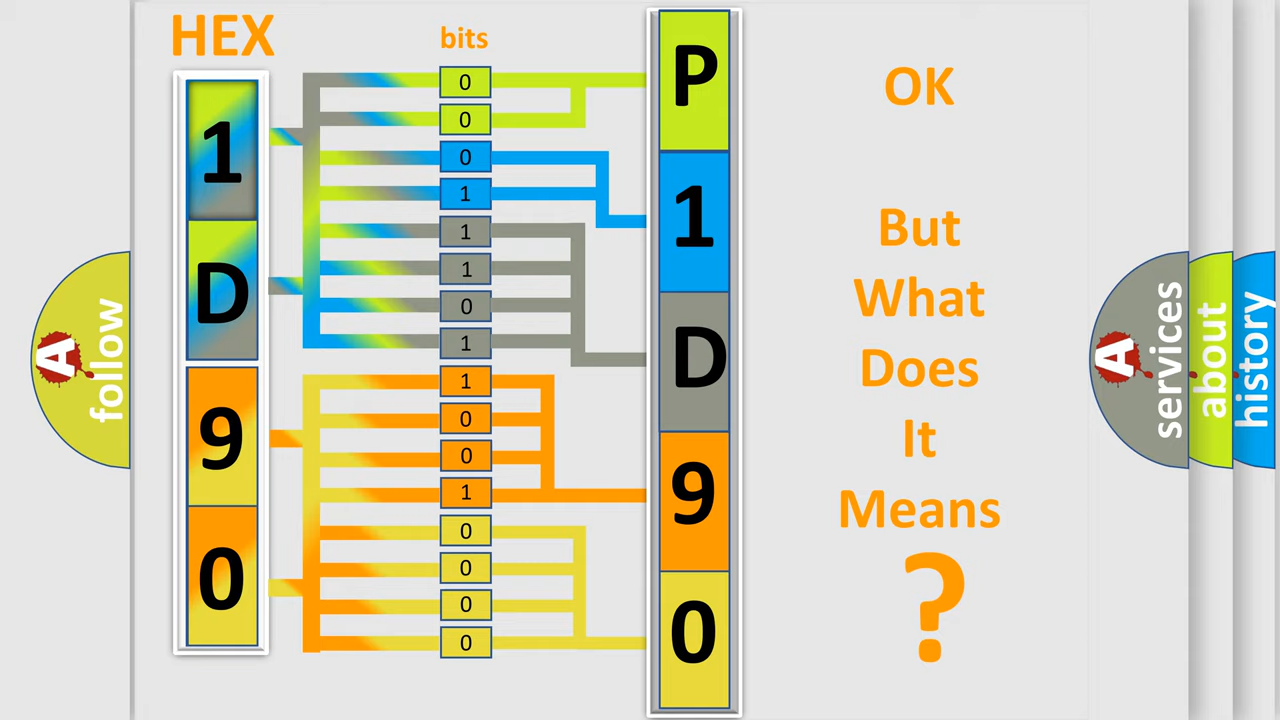 HEX
bits
1
D
9
0
0
0
0
1
1
1
0
1
1
0
0
1
0
0
0
0
P
1
D
9
0
OK
But
What
Does
It
Means
?
A
follow
A
services
about
history